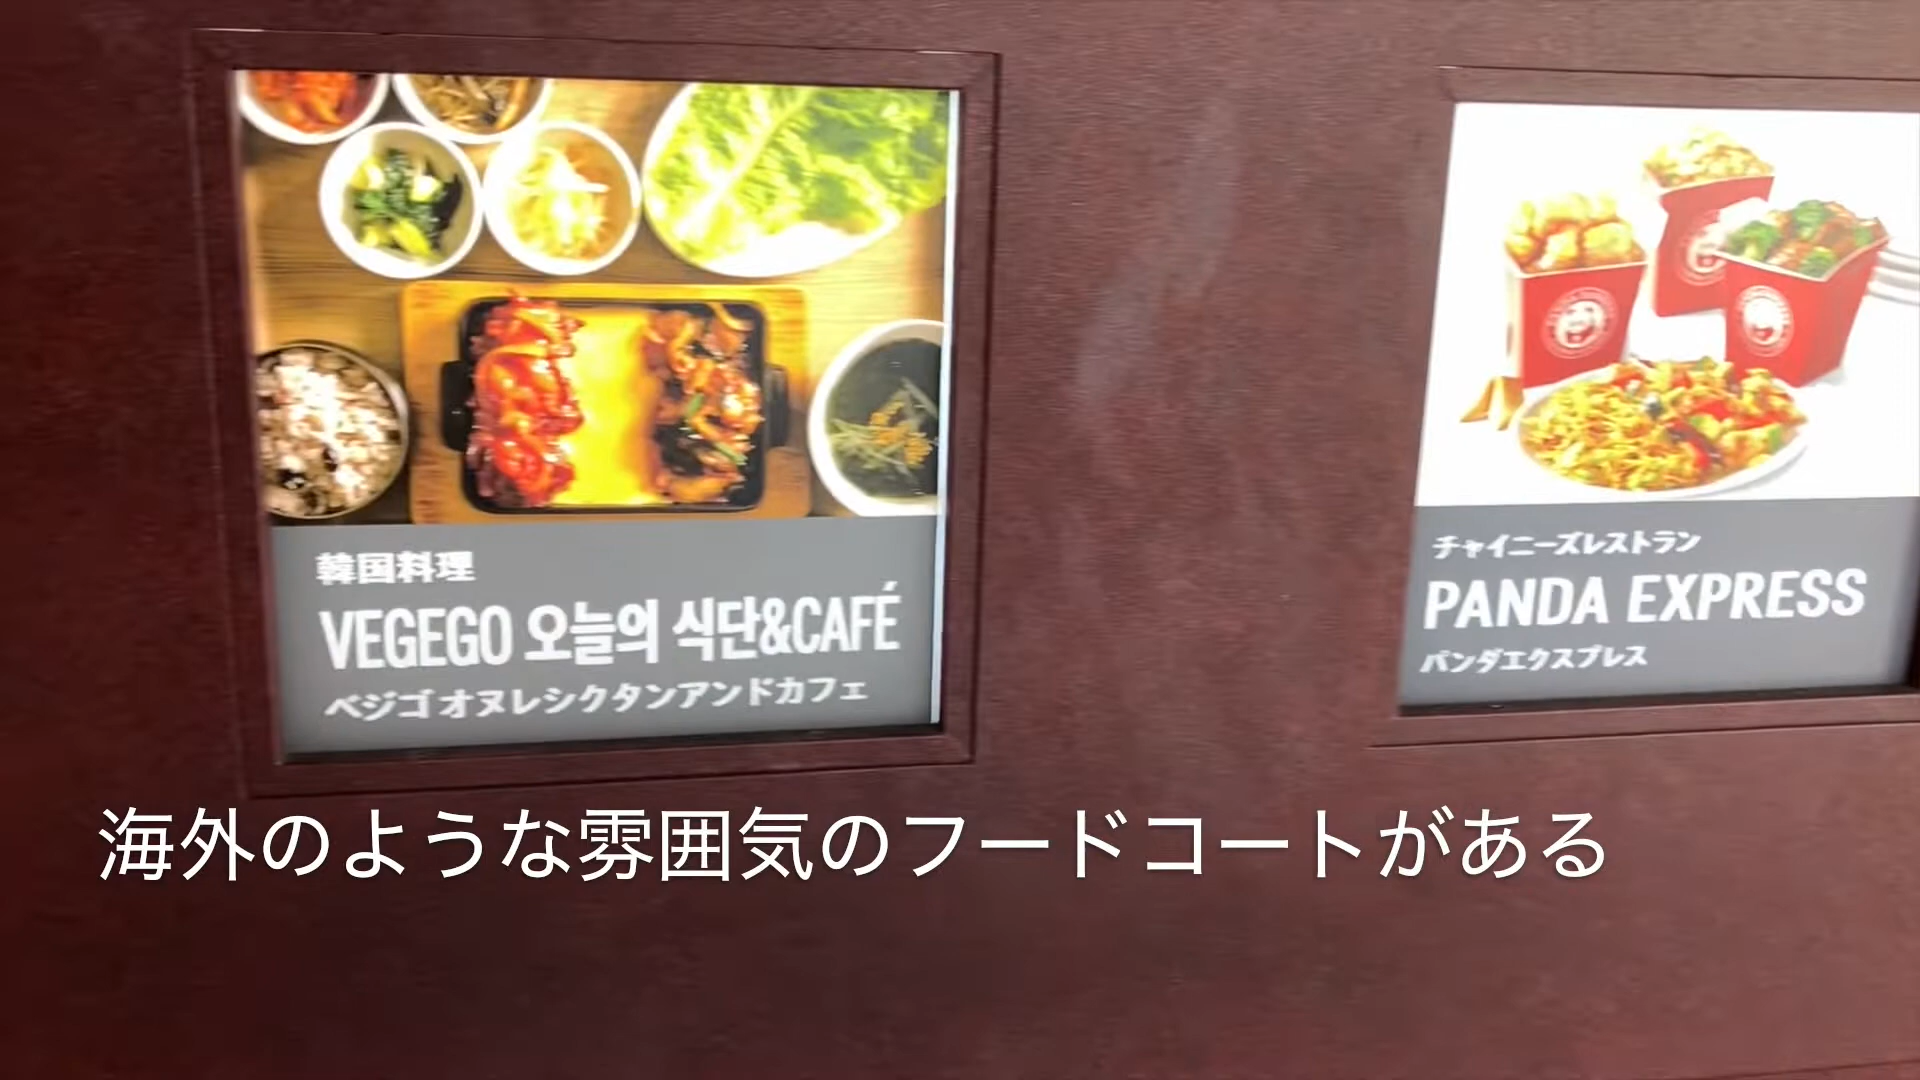 韓国料理
VEGEGO 오늘의 식단&CAFÉ
ベジゴ オヌレシクタンアンドカフェ
チャイニーズレストラン
PANDA EXPRESS
パンダエクスプレス
海外のような雰囲気のフードコートがある